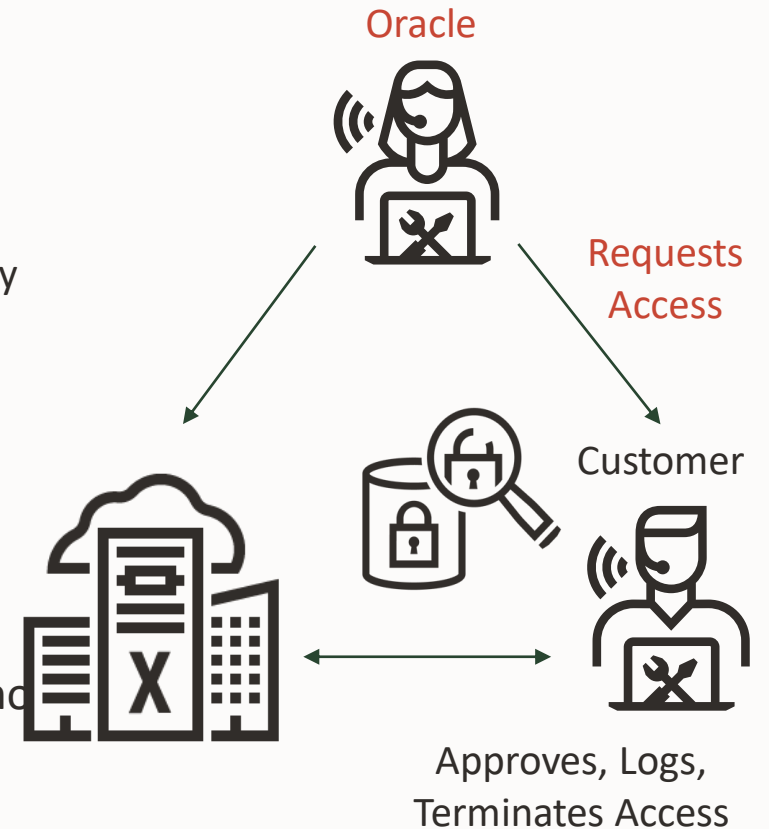 Oracle
Requests
Access
y
Customer
X
Approves, Logs,
Terminates Access